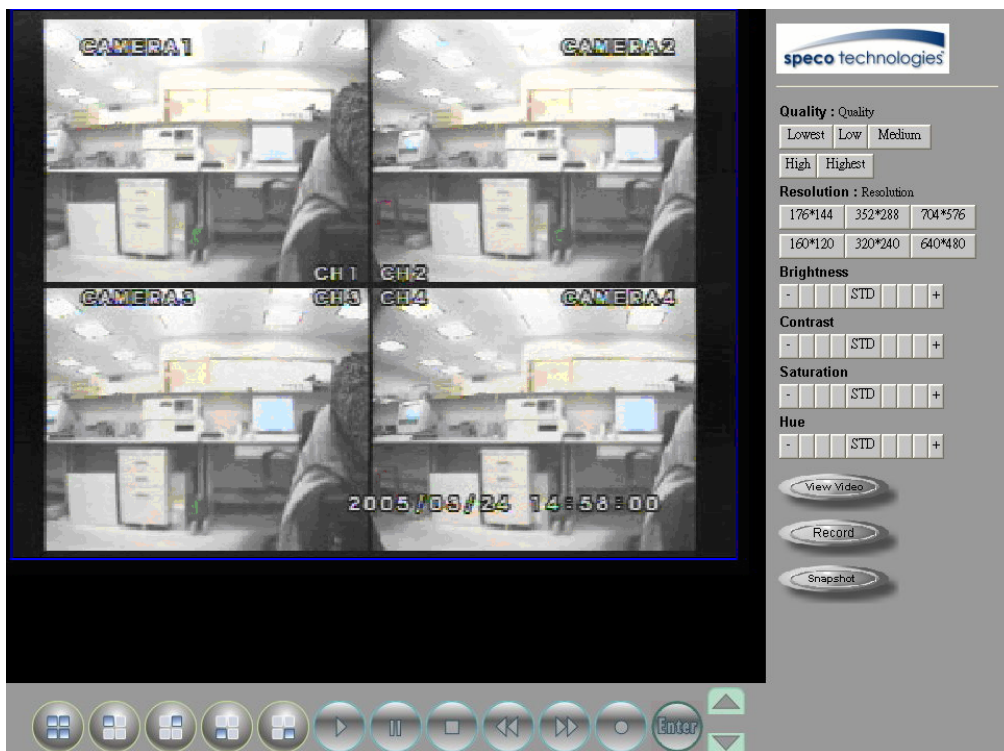 CAMERA1
CAMERA2
CH1 CH2
CAMERA3 CH3 CH4 CAMERA4
2005/03/24 14:58:00
speco technologies
Quality : Quality
Lowest Low Medium
High Highest
Resolution : Resolution
176*144 352*288 704*576
160*120 320*240 640*480
Brightness
- STD +
Contrast
- STD +
Saturation
- STD +
Hue
- STD +
View Video
Record
Snapshot
Enter